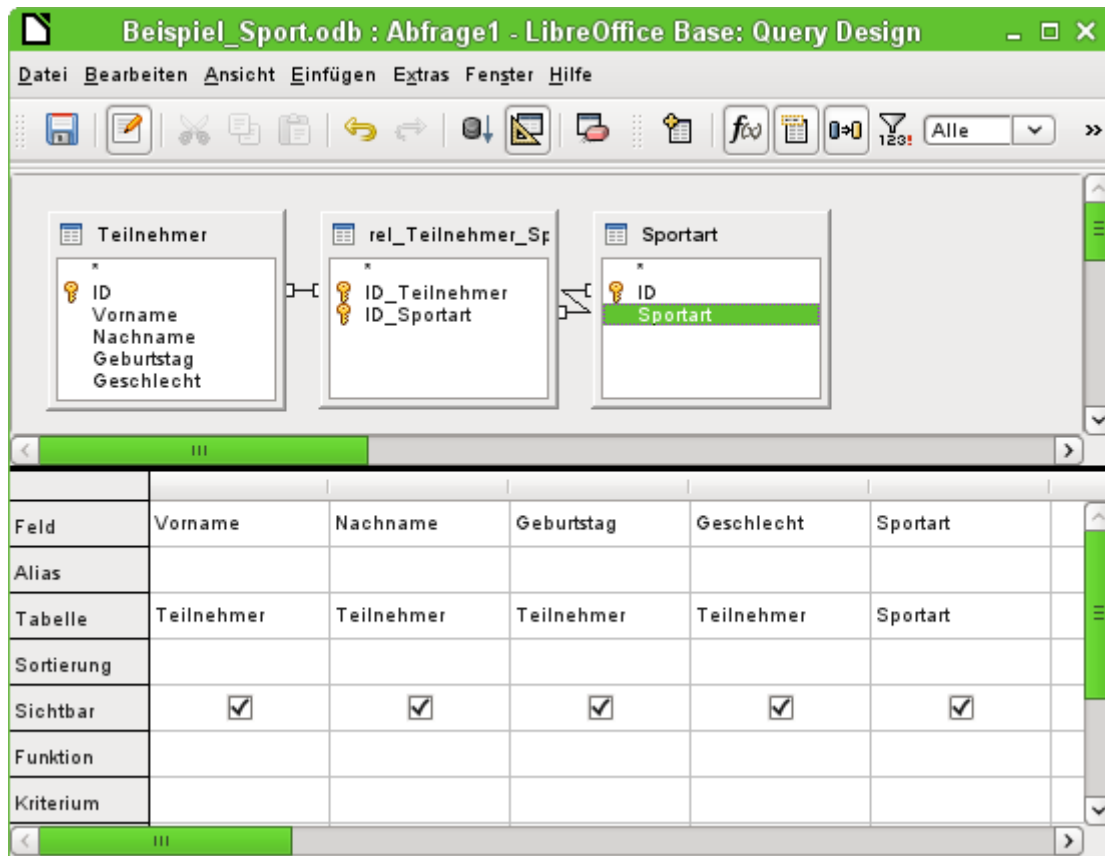 Beispiel_Sport.odb : Abfrage1 - LibreOffice Base: Query Design
Datei Bearbeiten Ansicht Einfügen Extras Fenster Hilfe
f(x) 123! Alle »
Teilnehmer
*
ID
Vorname
Nachname
Geburtstag
Geschlecht
rel_Teilnehmer_Sp
*
ID_Teilnehmer
ID_Sportart
Sportart
*
ID
Sportart
Feld Vorname Nachname Geburtstag Geschlecht Sportart
Alias
Tabelle Teilnehmer Teilnehmer Teilnehmer Teilnehmer Sportart
Sortierung
Sichtbar
Funktion
Kriterium